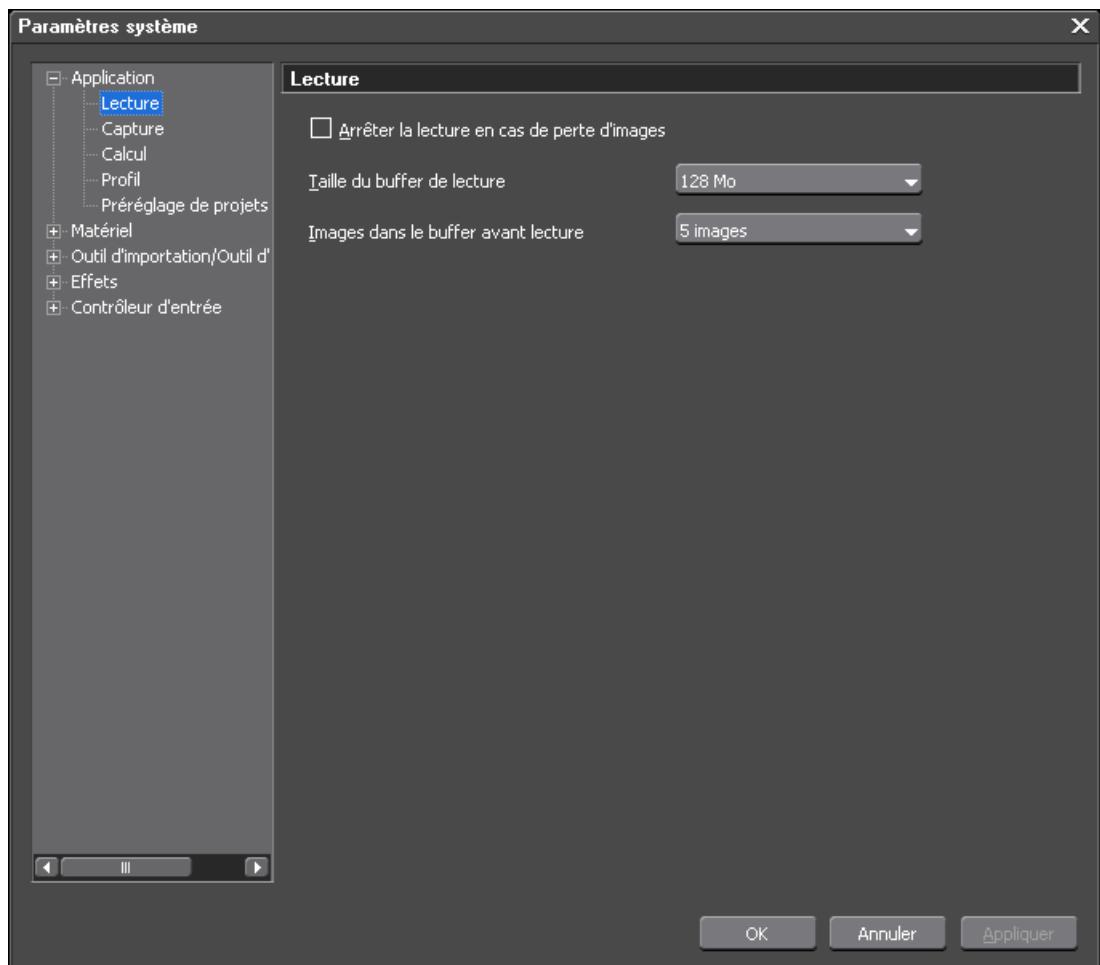 Paramètres système
Application
Lecture
Capture
Calcul
Profil
Préréglage de projets
Matériel
Outil d'importation/Outil d'
Effets
Contrôleur d'entrée
Lecture
Arrêter la lecture en cas de perte d'images
Taille du buffer de lecture
128 Mo
Images dans le buffer avant lecture
5 images
OK
Annuler
Appliquer